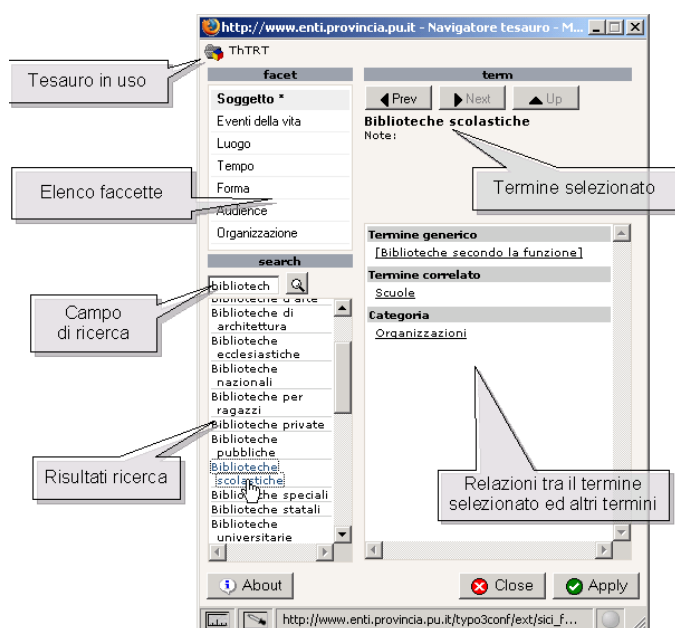 http://www.enti.provincia.pu.it - Navigatore tesauro - M...
ThTRT
Tesauro in uso
facet
term
Soggetto *
Eventi della vita
Luogo
Tempo
Forma
Audience
Organizzazione
Elenco faccette
Prev
Next
Up
Biblioteche scolastiche
Note:
Termine selezionato
search
bibliotech
Campo
di ricerca
Biblioteche d'arte
Biblioteche di
architettura
Biblioteche
ecclesiastiche
Biblioteche
nazionali
Biblioteche per
ragazzi
Biblioteche private
Biblioteche
pubbliche
Biblioteche
scolastiche
Biblioteche speciali
Biblioteche statali
Biblioteche
universitarie
Risultati ricerca
Termine generico
[Biblioteche secondo la funzione]
Termine correlato
Scuole
Categoria
Organizzazioni
Relazioni tra il termine
selezionato ed altri termini
About
Close
Apply
http://www.enti.provincia.pu.it/typo3conf/ext/sici_f...